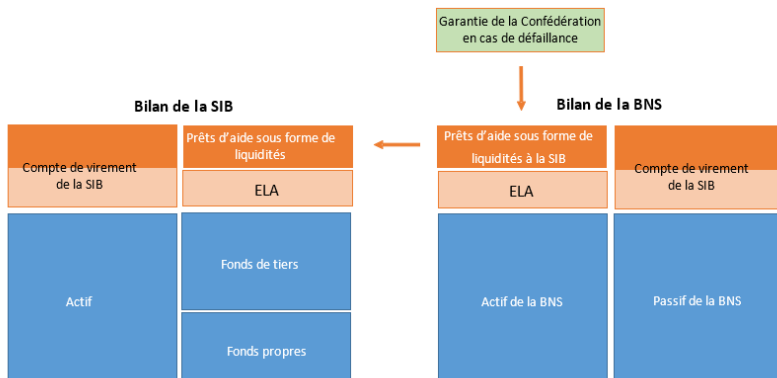 Garantie de la Confédération
en cas de défaillance
Bilan de la SIB
Bilan de la BNS
Compte de virement
de la SIB
Prêts d'aide sous forme de
liquidités
ELA
Prêts d'aide sous forme de
liquidités à la SIB
ELA
Compte de virement
de la SIB
Actif
Fonds de tiers
Fonds propres
Actif de la BNS
Passif de la BNS